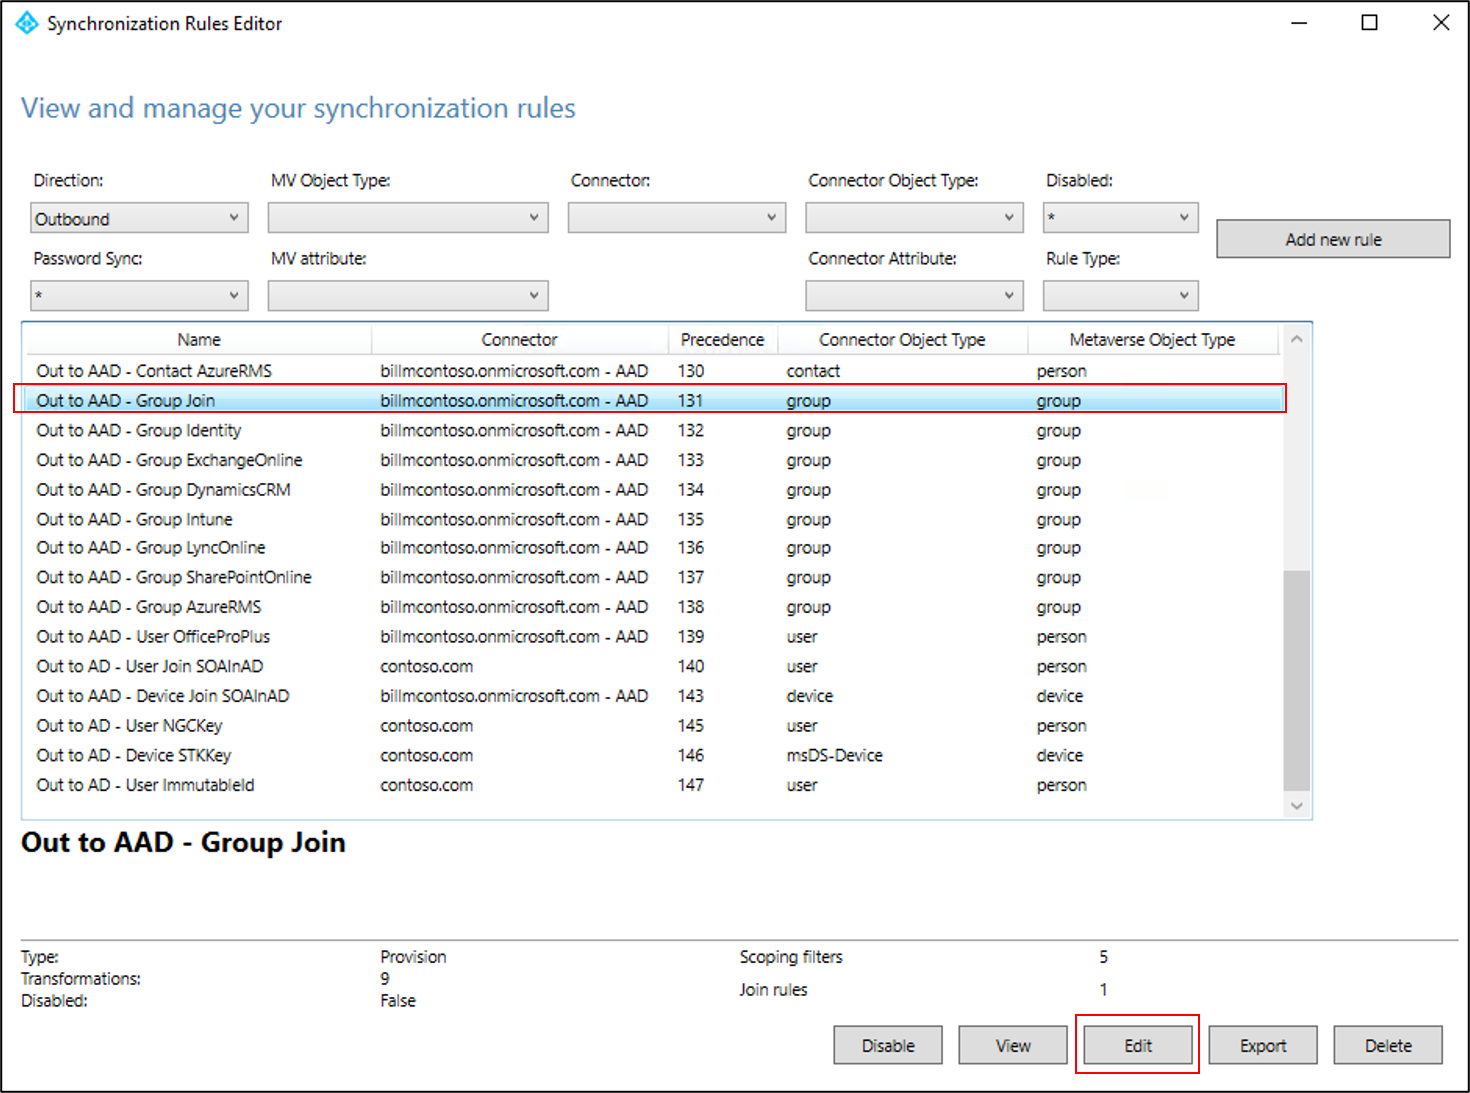 Synchronization Rules Editor
View and manage your synchronization rules
Direction: MV Object Type: Connector: Connector Object Type: Disabled:
Outbound *
Add new rule
Password Sync: MV attribute: Connector Attribute: Rule Type:
*
Name Connector Precedence Connector Object Type Metaverse Object Type
Out to AAD - Contact AzureRMS billmcontoso.onmicrosoft.com - AAD 130 contact person
Out to AAD - Group Join billmcontoso.onmicrosoft.com - AAD 131 group group
Out to AAD - Group Identity billmcontoso.onmicrosoft.com - AAD 132 group group
Out to AAD - Group ExchangeOnline billmcontoso.onmicrosoft.com - AAD 133 group group
Out to AAD - Group DynamicsCRM billmcontoso.onmicrosoft.com - AAD 134 group group
Out to AAD - Group Intune billmcontoso.onmicrosoft.com - AAD 135 group group
Out to AAD - Group LyncOnline billmcontoso.onmicrosoft.com - AAD 136 group group
Out to AAD - Group SharePointOnline billmcontoso.onmicrosoft.com - AAD 137 group group
Out to AAD - Group AzureRMS billmcontoso.onmicrosoft.com - AAD 138 group group
Out to AAD - User OfficeProPlus billmcontoso.onmicrosoft.com - AAD 139 user person
Out to AD - User Join SOAInAD contoso.com 140 user person
Out to AAD - Device Join SOAInAD billmcontoso.onmicrosoft.com - AAD 143 device device
Out to AD - User NGCKey contoso.com 145 user person
Out to AD - Device STKKey contoso.com 146 msDS-Device device
Out to AD - User ImmutableId contoso.com 147 user person
Out to AAD - Group Join
Type: Provision Scoping filters 5
Transformations: 9
Join rules 1
Disabled: False
Disable View Edit Export Delete